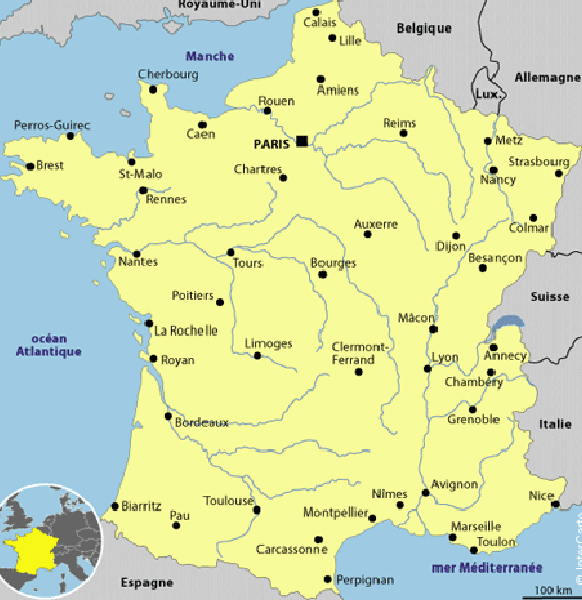 Royaume-Uni
Calais
Lille
Belgique
Manche
Cherbourg
Amiens
Lux.
Allemagne
Rouen
Perros-Guirec
Caen
Reims
PARIS
Metz
Brest
St-Malo
Chartres
Strasbourg
Nancy
Rennes
Auxerre
Colmar
Dijon
Nantes
Tours
Bourges
Besançon
Poitiers
Suisse
Mâcon
La Rochelle
océan
Atlantique
Limoges
Clermont-
Ferrand
Lyon
Annecy
Royan
Chambéry
Bordeaux
Grenoble
Italie
Avignon
Nîmes
Nice
Biarritz
Pau
Toulouse
Montpellier
Marseille
Toulon
Carcassonne
mer Méditerranée
Espagne
Perpignan
100 km